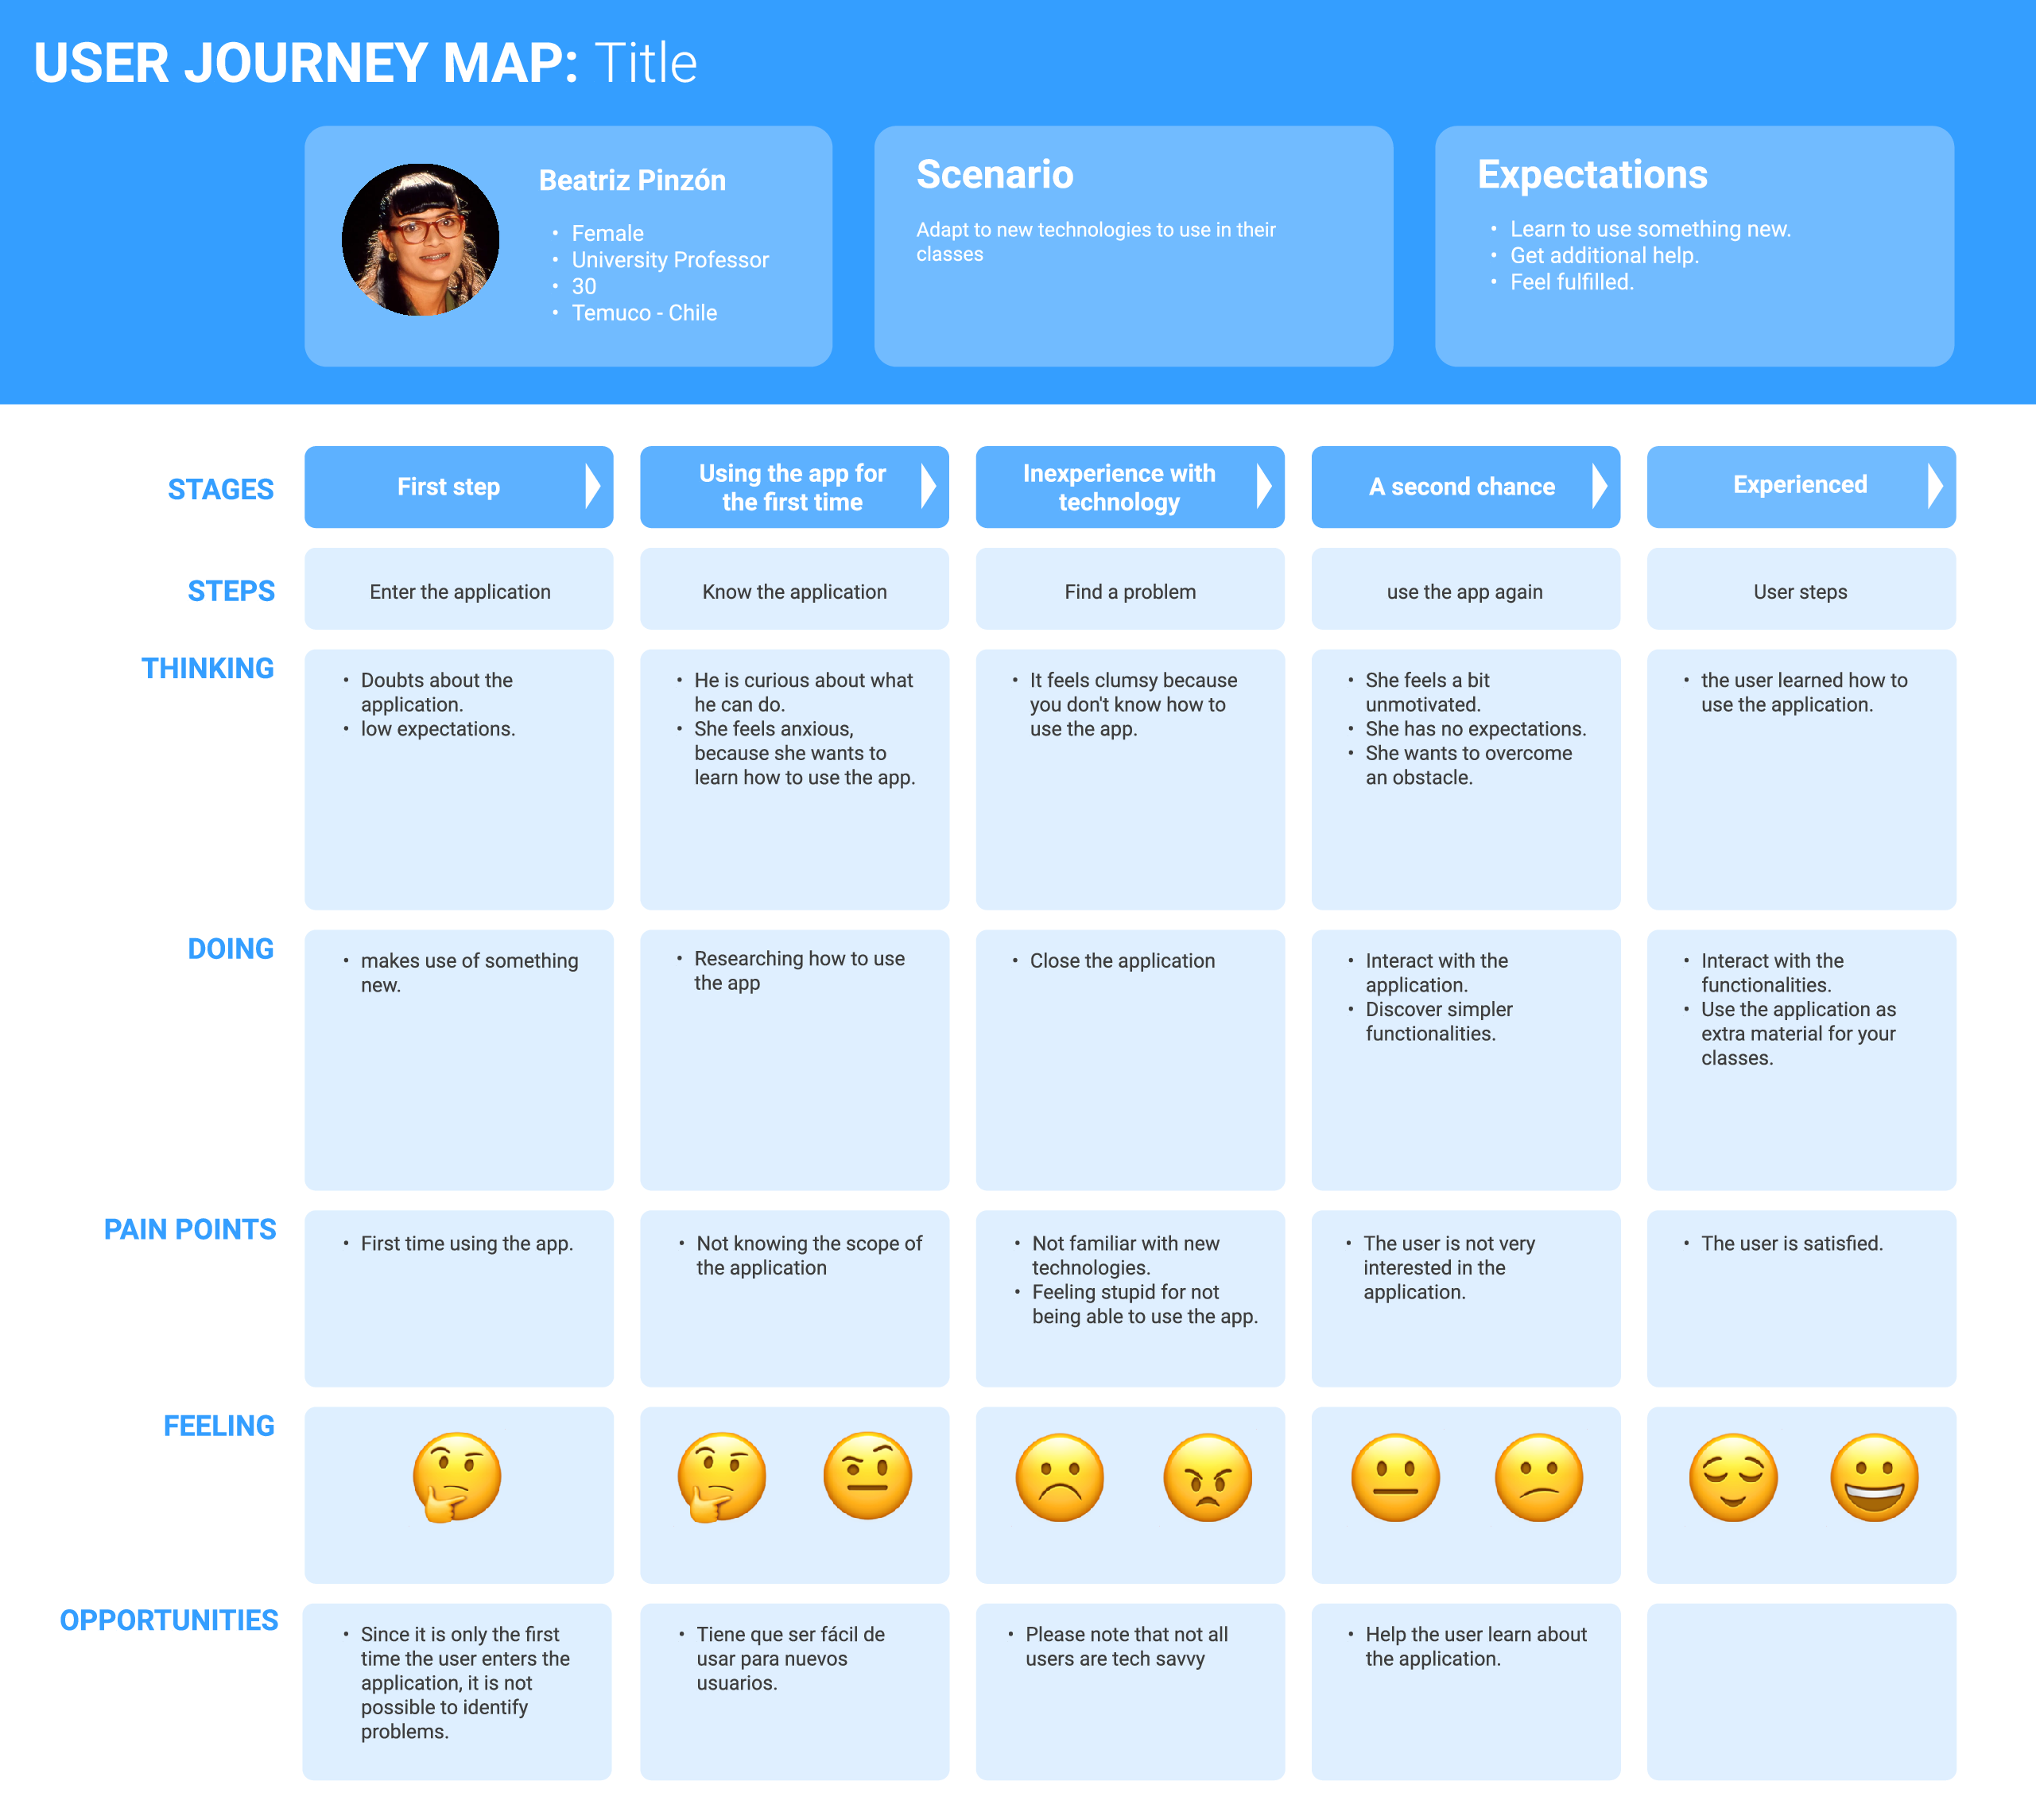 USER JOURNEY MAP: Title
Beatriz Pinzón
• Female
• University Professor
• 30
• Temuco - Chile
Scenario
Adapt to new technologies to use in their
classes
Expectations
• Learn to use something new.
• Get additional help.
• Feel fulfilled.
STAGES
First step
Using the app for
the first time
Inexperience with
technology
A second chance
Experienced
STEPS
Enter the application
Know the application
Find a problem
use the app again
User steps
THINKING
• Doubts about the
application.
• low expectations.
• He is curious about what
he can do.
• She feels anxious,
because she wants to
learn how to use the app.
• It feels clumsy because
you don't know how to
use the app.
• She feels a bit
unmotivated.
• She has no expectations.
• She wants to overcome
an obstacle.
• the user learned how to
use the application.
DOING
• makes use of something
new.
• Researching how to use
the app
• Close the application
• Interact with the
application.
• Discover simpler
functionalities.
• Interact with the
functionalities.
• Use the application as
extra material for your
classes.
PAIN POINTS
• First time using the app.
• Not knowing the scope of
the application
• Not familiar with new
technologies.
• Feeling stupid for not
being able to use the app.
• The user is not very
interested in the
application.
• The user is satisfied.
FEELING
OPPORTUNITIES
• Since it is only the first
time the user enters the
application, it is not
possible to identify
problems.
• Tiene que ser fácil de
usar para nuevos
usuarios.
• Please note that not all
users are tech savvy
• Help the user learn about
the application.